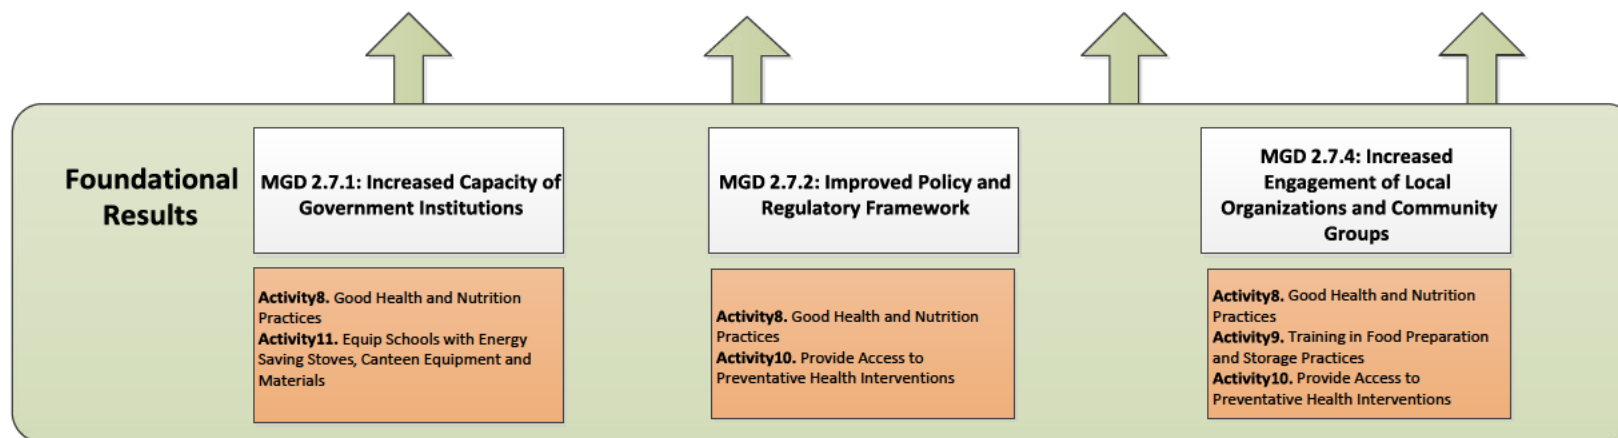 Foundational
Results
MGD 2.7.1: Increased Capacity of
Government Institutions
Activity8. Good Health and Nutrition
Practices
Activity11. Equip Schools with Energy
Saving Stoves, Canteen Equipment and
Materials
MGD 2.7.2: Improved Policy and
Regulatory Framework
Activity8. Good Health and Nutrition
Practices
Activity10. Provide Access to
Preventative Health Interventions
MGD 2.7.4: Increased
Engagement of Local
Organizations and Community
Groups
Activity8. Good Health and Nutrition
Practices
Activity9. Training in Food Preparation
and Storage Practices
Activity10. Provide Access to
Preventative Health Interventions